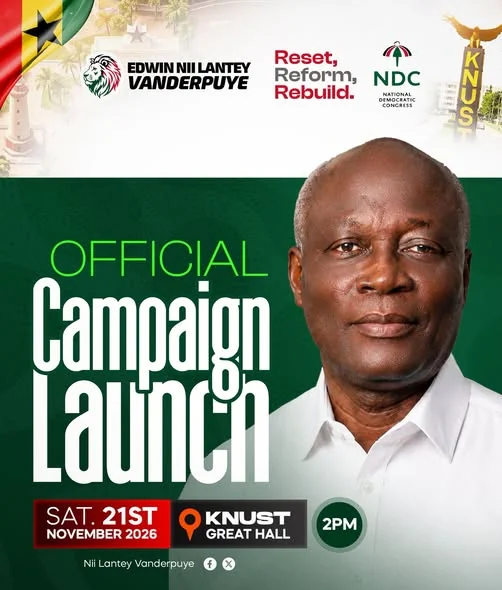 EDWIN NII LANTEY
VANDERPUYE
Reset,
Reform,
Rebuild.
NDC
NATIONAL
DEMOCRATIC
CONGRESS
KNUS
OFFICIAL
Campaign
Launch
SAT. 21ST
NOVEMBER 2026
KNUST
GREAT HALL
2PM
Nii Lantey Vanderpuye